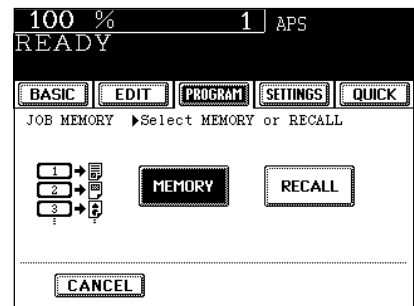 100 % 1 APS
READY
BASIC EDIT PROGRAM SETTINGS QUICK
JOB MEMORY ▶Select MEMORY or RECALL
1
2
3
MEMORY RECALL
CANCEL